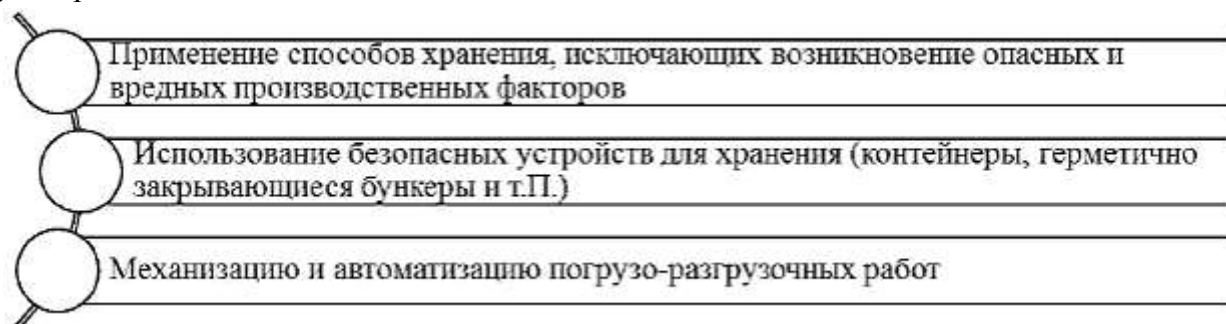 Применение способов хранения, исключающих возникновение опасных и
вредных производственных факторов
Использование безопасных устройств для хранения (контейнеры, герметично
закрывающиеся бункеры и т.П.)
Механизацию и автоматизацию погрузо-разгрузочных работ